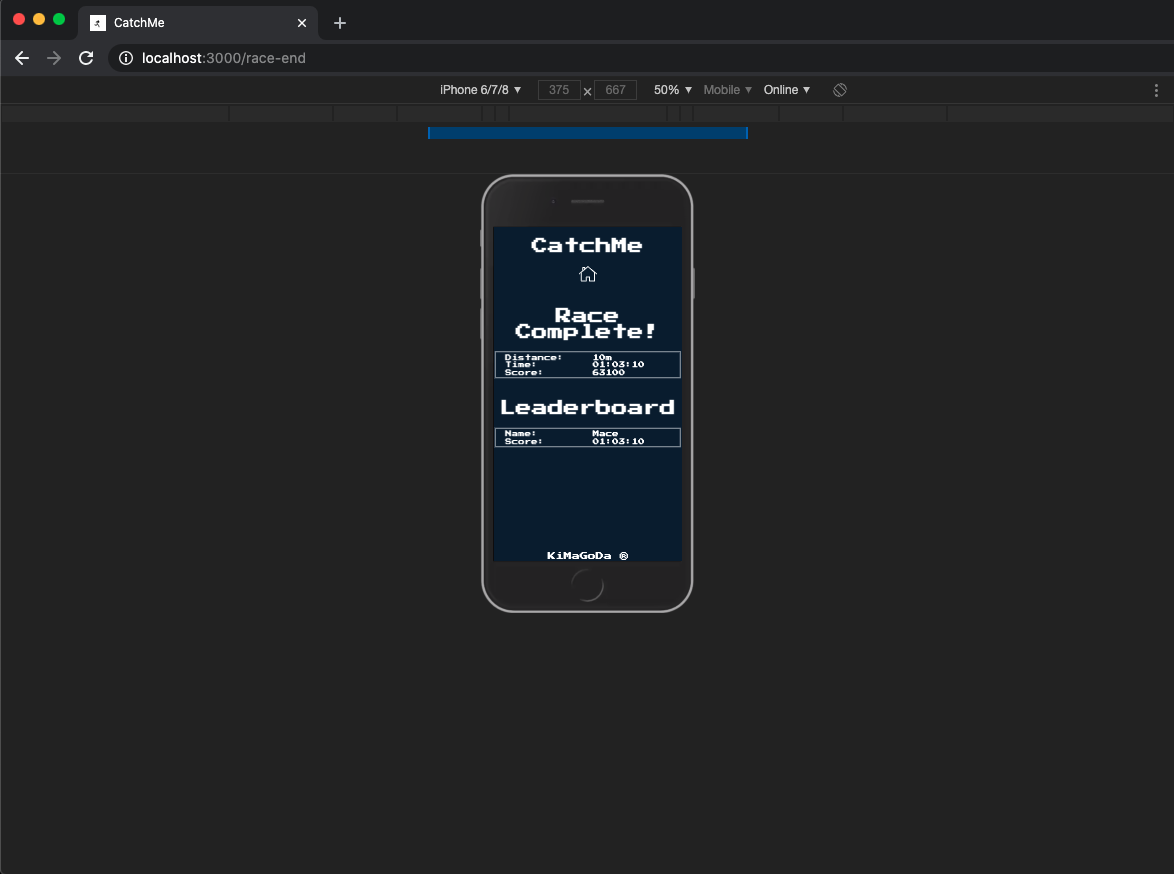 CatchMe
localhost:3000/race-end
iPhone 6/7/8 ▼ 375 × 667 50% ▼ Mobile ▼ Online ▼
CatchMe
Race
Complete!
Distance: 10m
Time: 01:03:10
Score: 63100
Leaderboard
Name: Mace
Score: 01:03:10
KiMaGoDa ®